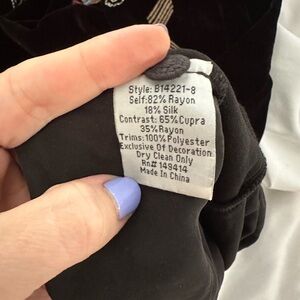 Style: B14221-8
Self:82% Rayon
18% Silk
Contrast: 65%Cupra
35%Rayon
Trims:100%Polyester
Exclusive Of Decoration
Dry Clean Only
Rn# 149414
Made In China